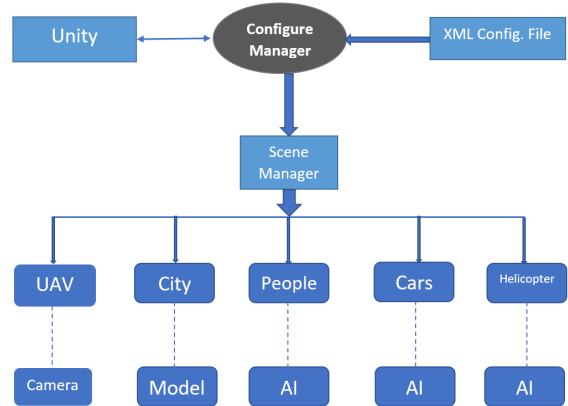 Unity
Configure
Manager
XML Config. File
Scene
Manager
UAV
City
People
Cars
Helicopter
Camera
Model
AI
AI
AI